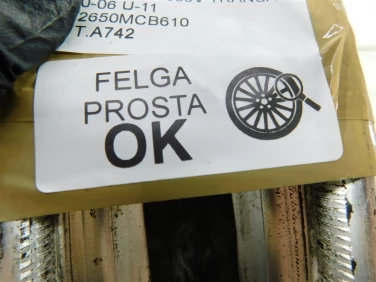 0-06 U-11
2650MCB610
T.A742
FELGA
PROSTA
OK